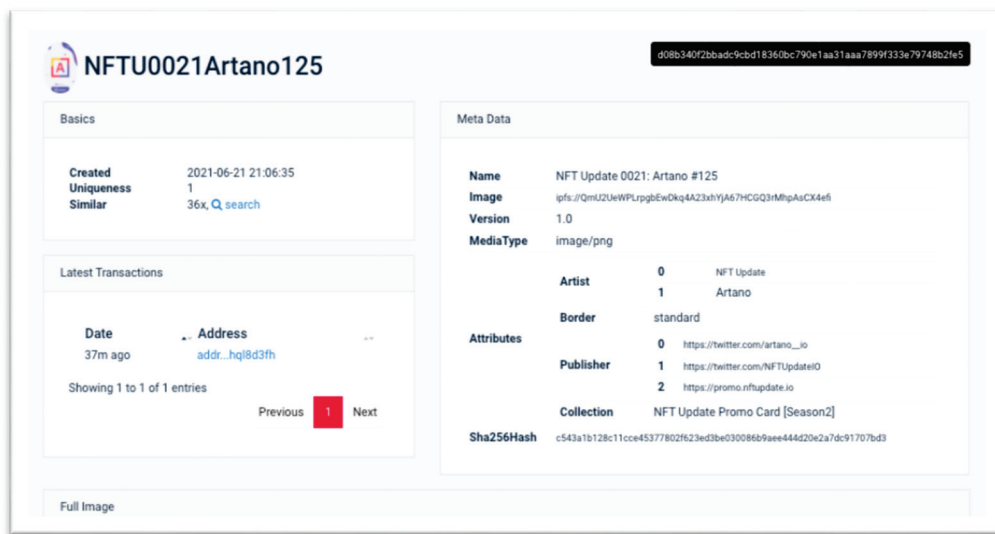 NFTU0021Artano125
d08b340f2bbadc9cbd18360bc790e1aa31aaa7899f333e79748b2fe5
Basics
Created 2021-06-21 21:06:35
Uniqueness 1
Similar 36x, search
Latest Transactions
Date Address
37m ago addr...hql8d3fh
Showing 1 to 1 of 1 entries
Previous 1 Next
Meta Data
Name NFT Update 0021: Artano #125
Image ipfs://QmU2UeWPLrpgbEwDkq4A23xhYjA67HCGQ3rMhpAsCX4efi
Version 1.0
MediaType image/png
Attributes
Artist
0 NFT Update
1 Artano
Border standard
Publisher
0 https://twitter.com/artano__io
1 https://twitter.com/NFTUpdateIO
2 https://promo.nftupdate.io
Collection NFT Update Promo Card [Season2]
Sha256Hash c543a1b128c11cce45377802f623ed3be030086b9aee444d20e2a7dc91707bd3
Full Image